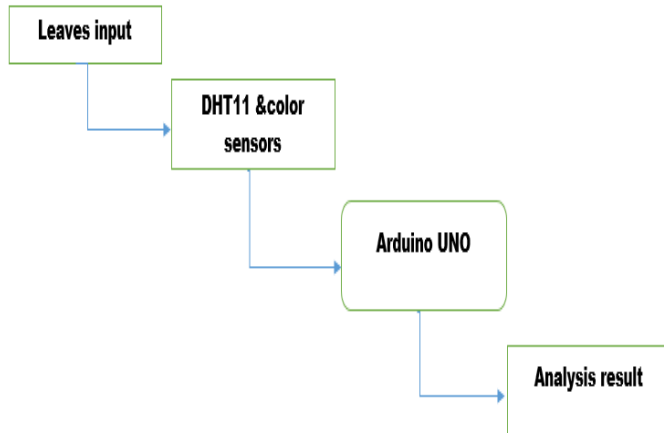 Leaves input
DHT11 &color
sensors
Arduino UNO
Analysis result